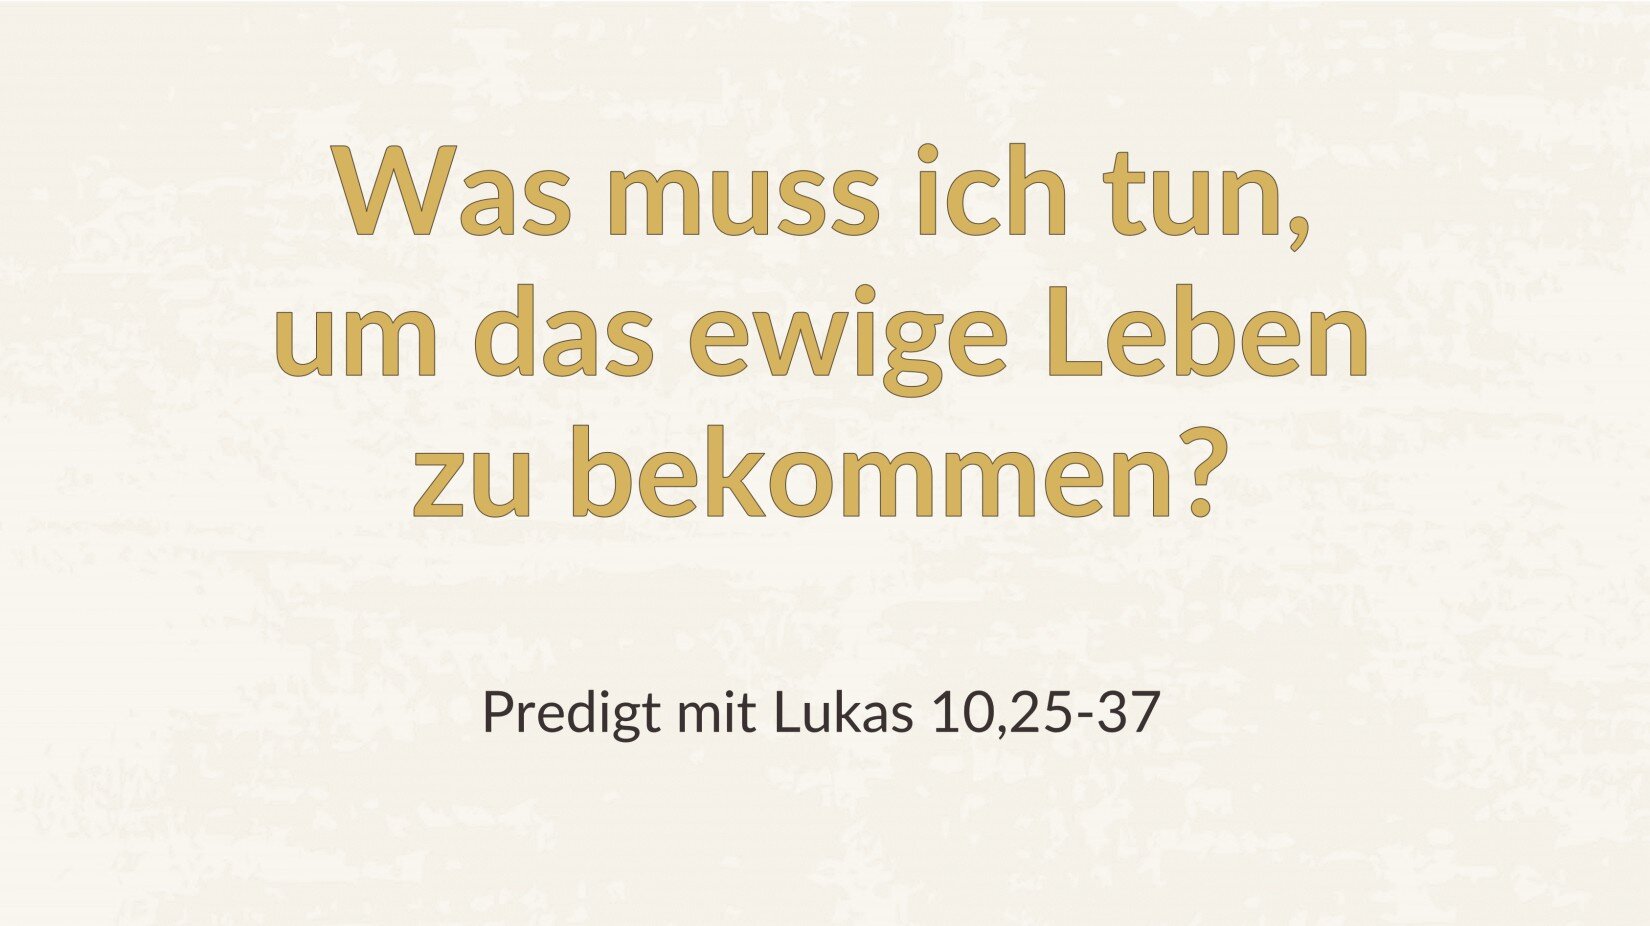 Was muss ich tun,
um das ewige Leben
zu bekommen?
Predigt mit Lukas 10,25-37